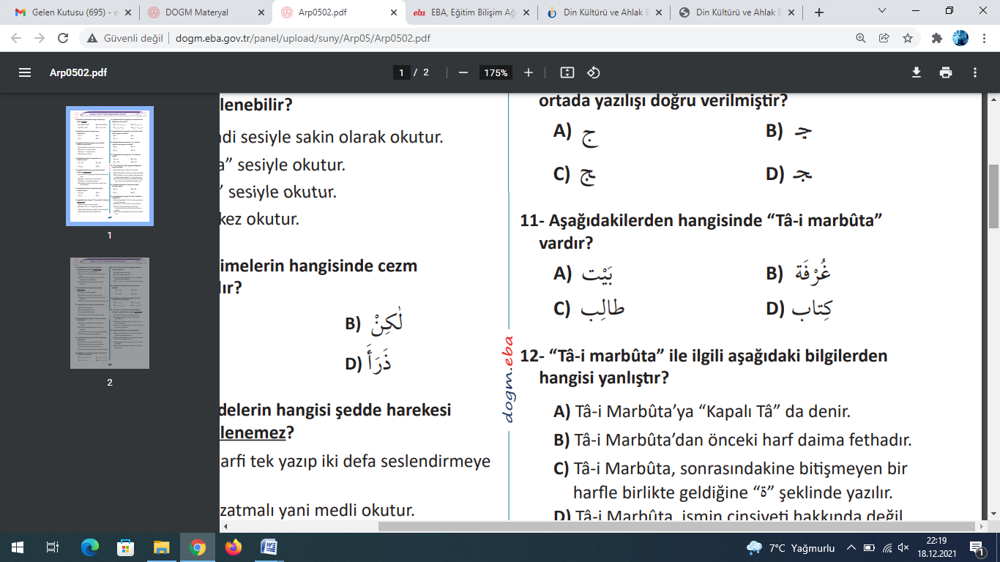 Gelen Kutusu (695) - e
DOGM Materyal
Arp0502.pdf
EBA, Eğitim Bilişim Ağ
Din Kültürü ve Ahlak B
Din Kültürü ve Ahlak B
Güvenli değil
dogm.eba.gov.tr/panel/upload/suny/Arp05/Arp0502.pdf
Arp0502.pdf
1 / 2
175%
1
2
lenebilir?
ndi sesiyle sakin olarak okutur.
a” sesiyle okutur.
” sesiyle okutur.
kez okutur.
imelerin hangisinde cezm
ır?
B) لٰكِنْ
D) ذَرَأَ
delerin hangisi şedde harekesi
lenemez?
arfi tek yazıp iki defa seslendirmeye
zatmalı yani medli okutur.
dogm.eba
ortada yazılışı doğru verilmiştir?
A) ج
B) ـجـ
C) ـج
D) جـ
11- Aşağıdakilerden hangisinde “Tâ-i marbûta”
vardır?
A) بَيْت
B) غُرْفَة
C) طالِب
D) كِتاب
12- “Tâ-i marbûta” ile ilgili aşağıdaki bilgilerden
hangisi yanlıştır?
A) Tâ-i Marbûta’ya “Kapalı Tâ” da denir.
B) Tâ-i Marbûta’dan önceki harf daima fethadır.
C) Tâ-i Marbûta, sonrasındakine bitişmeyen bir
harfle birlikte geldiğine “ة” şeklinde yazılır.
D) Tâ-i Marbûta, ismin cinsiyeti hakkında değil
7°C Yağmurlu
22:19
18.12.2021
1